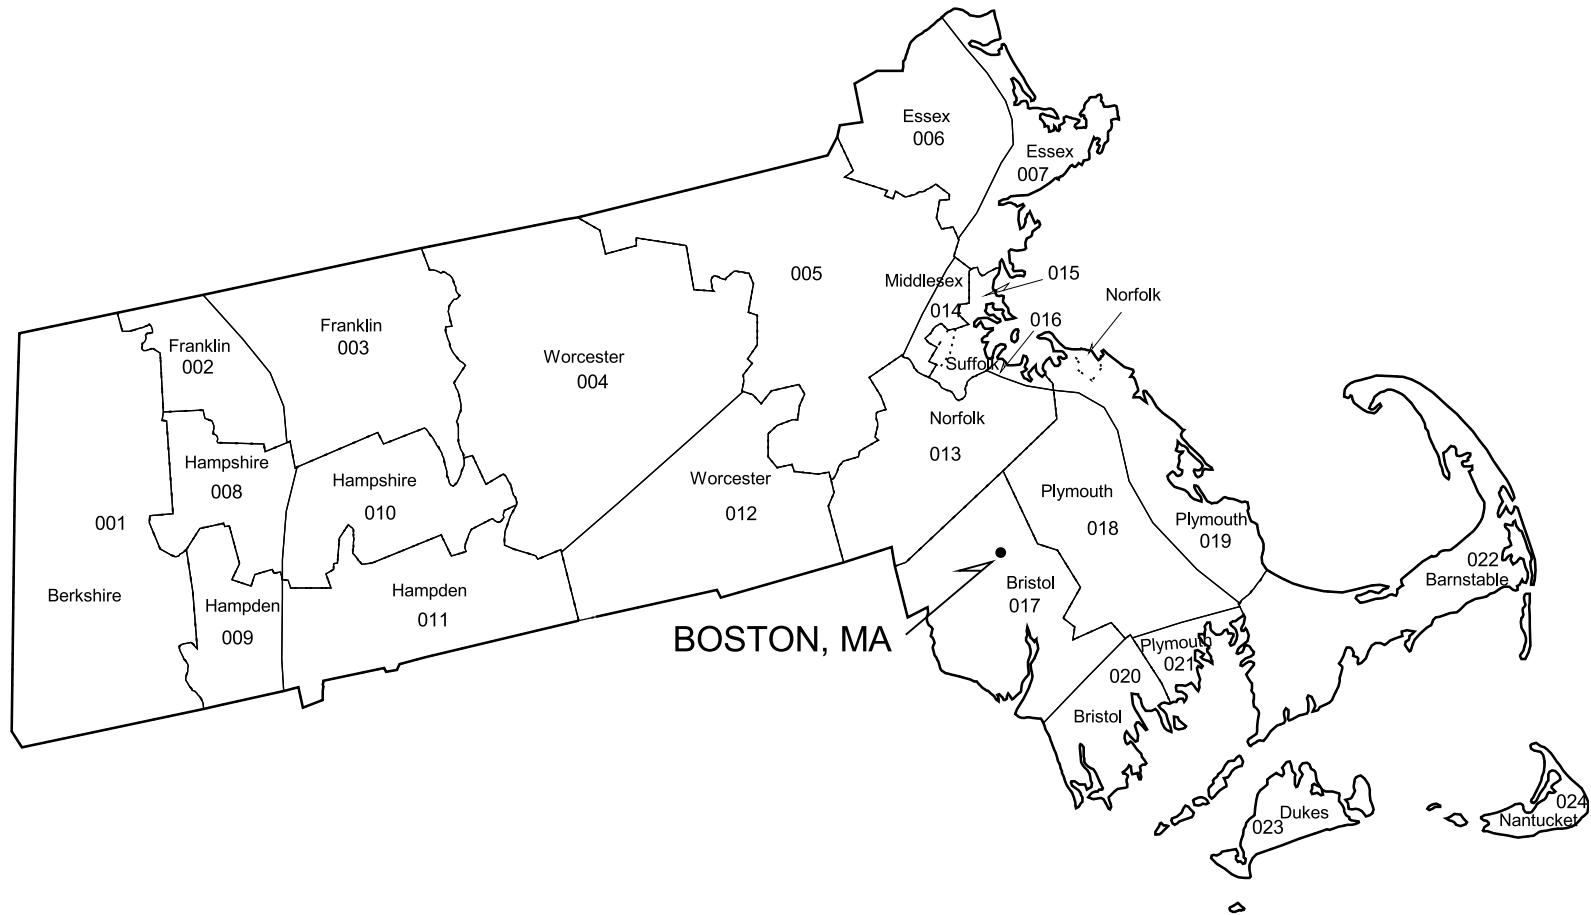 Essex
006
Essex
007
005
Middlesex
014
015
Norfolk
016
Suffolk
Franklin
002
Franklin
003
Worcester
004
Norfolk
013
Hampshire
008
Hampshire
010
Worcester
012
Plymouth
018
Plymouth
019
001
Berkshire
Hampden
009
Hampden
011
Bristol
017
BOSTON, MA
022
Barnstable
Plymouth
021
020
Bristol
023
Dukes
024
Nantucket